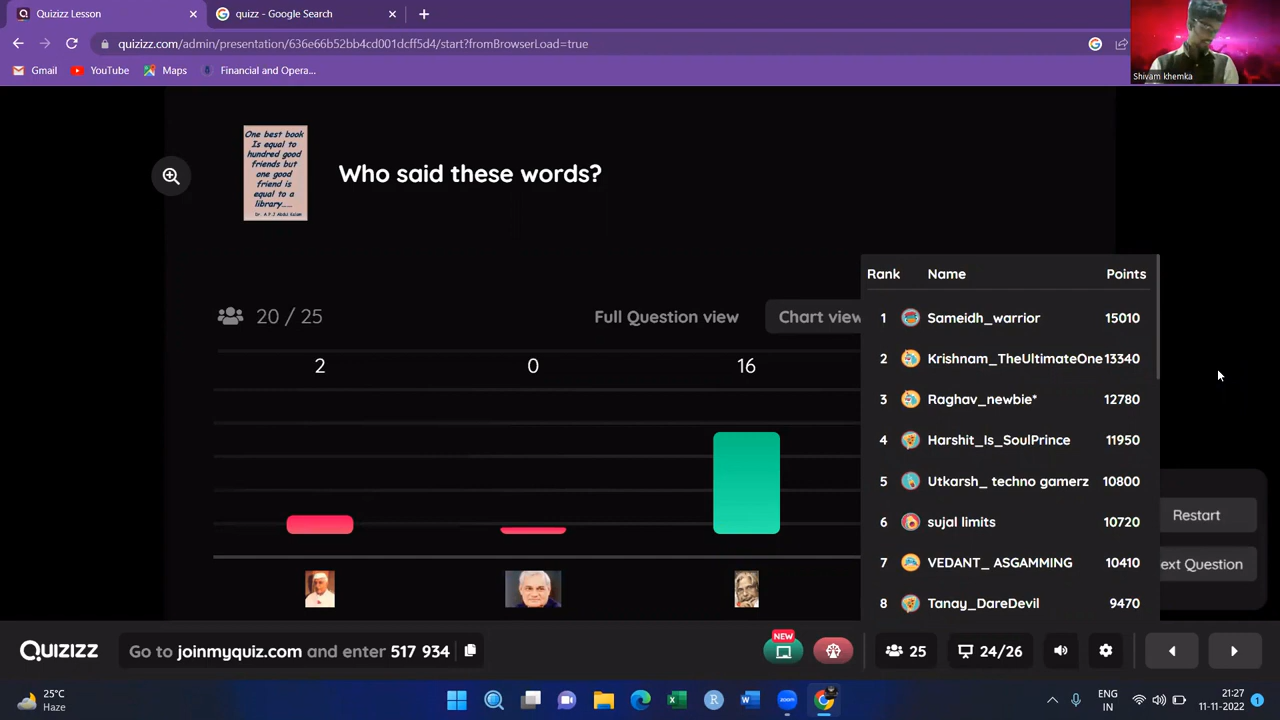 Quizizz Lesson
quizz - Google Search
quizizz.com/admin/presentation/636e66b52bb4cd001dcff5d4/start?fromBrowserLoad=true
Gmail
YouTube
Maps
Financial and Opera...
Shivam khemka
One best book
Is equal to
hundred good
friends but
one good
friend is
equal to a
library.....
Dr. A P J Abdul Kalam
Who said these words?
20 / 25
Full Question view
Chart view
2
0
16
Rank Name Points
1 Sameidh_warrior 15010
2 Krishnam_TheUltimateOne 13340
3 Raghav_newbie* 12780
4 Harshit_Is_SoulPrince 11950
5 Utkarsh_ techno gamerz 10800
6 sujal limits 10720
7 VEDANT_ ASGAMMING 10410
8 Tanay_DareDevil 9470
Restart
ext Question
Quizizz
Go to joinmyquiz.com and enter 517 934
NEW
25
24/26
25°C
Haze
zoom
ENG
IN
21:27
11-11-2022
1